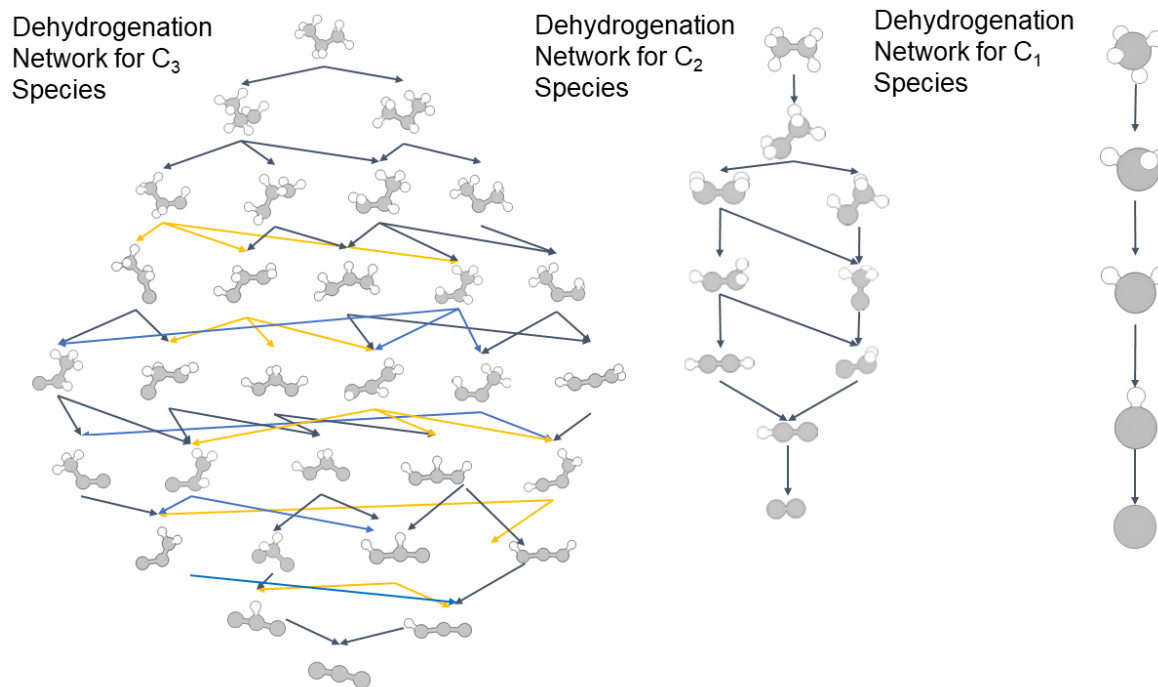 Dehydrogenation
Network for C₃
Species
Dehydrogenation
Network for C₂
Species
Dehydrogenation
Network for C₁
Species